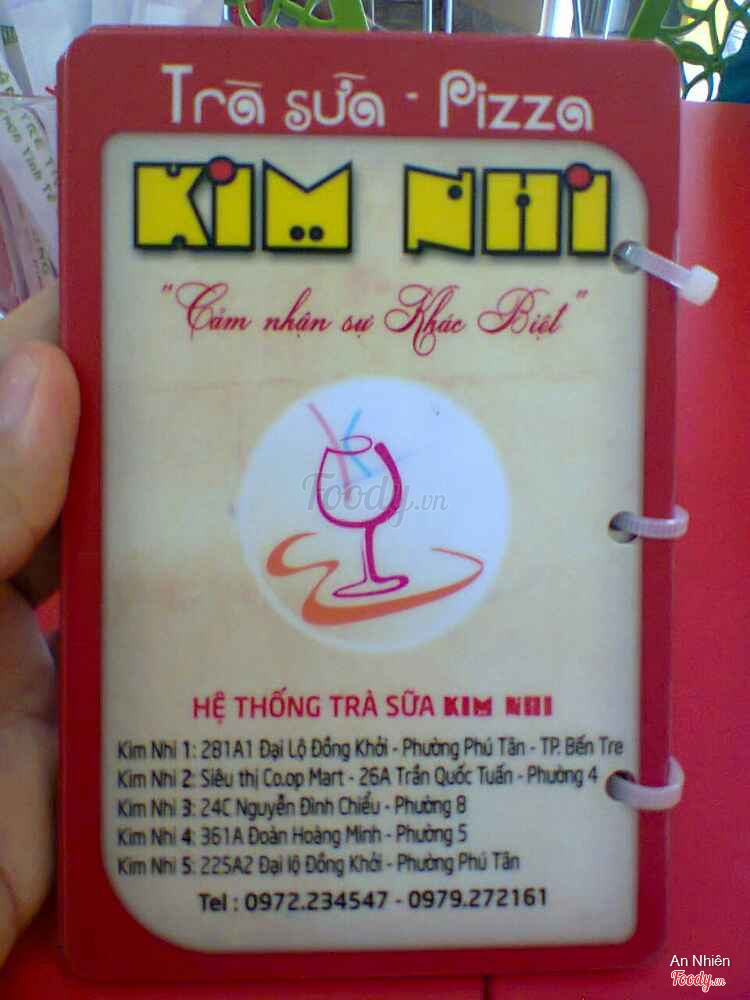 Trà sữa - Pizza
KIM NHI
"Cảm nhận sự Khác Biệt"
Foody.vn
HỆ THỐNG TRÀ SỮA KIM NHI
Kim Nhi 1: 281A1 Đại Lộ Đồng Khởi - Phường Phú Tân - TP. Bến Tre
Kim Nhi 2: Siêu thị Co.op Mart - 26A Trần Quốc Tuấn - Phường 4
Kim Nhi 3: 24C Nguyễn Đình Chiểu - Phường 8
Kim Nhi 4: 361A Đoàn Hoàng Minh - Phường 5
Kim Nhi 5: 225A2 Đại lộ Đồng Khởi - Phường Phú Tân
Tel : 0972.234547 - 0979.272161
An Nhiên
Foody.vn